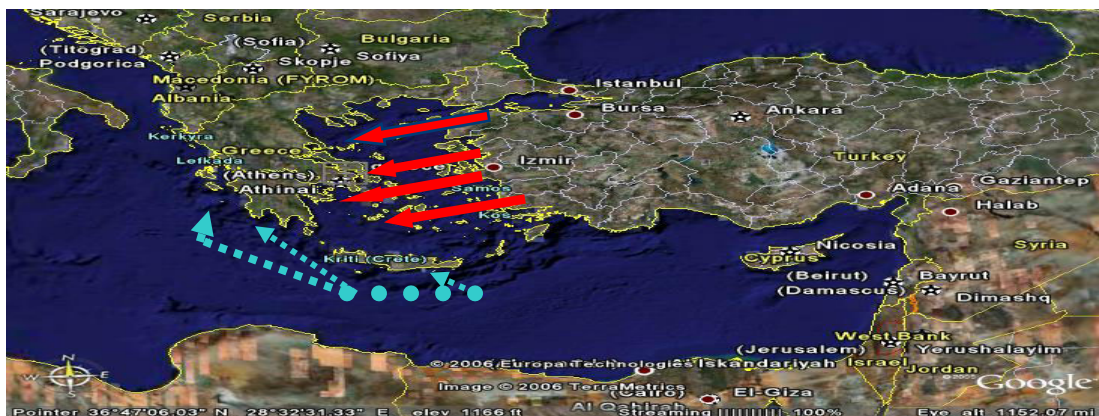 Sarajevo
Serbia
Bulgaria
(Titograd)
Podgorica
(Sofia)
Skopje
Sofiya
Macedonia (FYROM)
Albania
Istanbul
Bursa
Ankara
Kerkyra
Greece
Lefkada
(Athens)
Athinai
Izmir
Turkey
Samos
Kos
Adana
Gaziantep
Halab
Kriti (Crete)
Nicosia
Cyprus
Syria
(Beirut)
Bayrut
(Damascus)
Dimashq
West Bank
(Jerusalem)
Yerushalayim
Israel
Jordan
© 2006 Europa Technologies
Iskandariyah
Image © 2006 TerraMetrics
(Cairo)
El-Giza
Al Qahirah
N
W
E
S
Google
Pointer 36°47'06.03" N 28°32'31.33" E elev 1166 ft
Streaming |||||||||| 100%
Eye alt 1152.07 mi